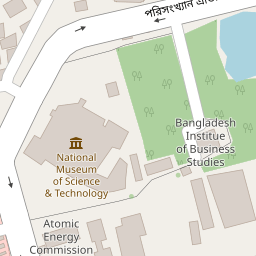 পরিসংখ্যান
Bangladesh
Institue
of Business
Studies
National
Museum
of Science
& Technology
Atomic
Energy
Commission